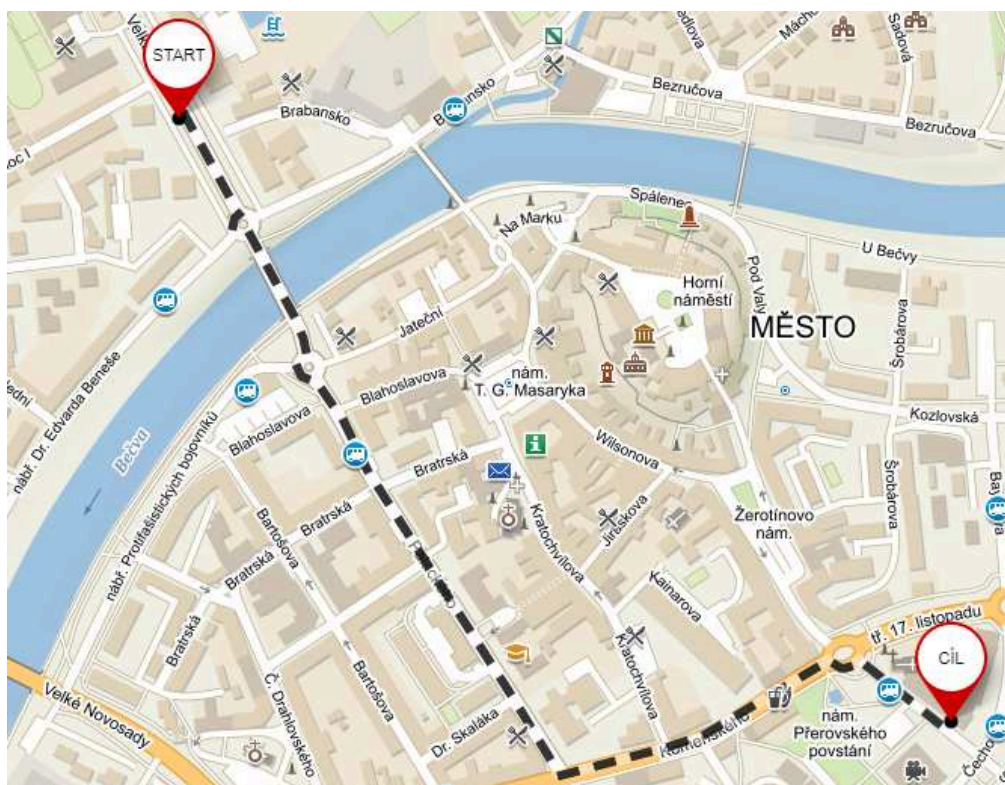 START
Brabansko
Bezručova
Bezručova
Sadová
Na Marku
Spálenec
U Bečvy
Horní
náměstí
Pod Valy
MĚSTO
Šrobárova
Jateční
nábř. Dr. Edvarda Beneše
Blahoslavova
nám.
T. G. Masaryka
Kozlovská
Blahoslavova
Bečva
nábř. Protifašistických bojovníků
Bratrská
Wilsonova
Šrobárova
Bratrská
Bartošova
Kratochvílova
Jiráskova
Žerotínovo
nám.
Bratrská
Kainarova
Bratrská
Kratochvílova
tř. 17. listopadu
CÍL
Velké Novosady
Č. Drahlovského
Bartošova
Dr. Skaláka
Komenského
nám.
Přerovského
povstání